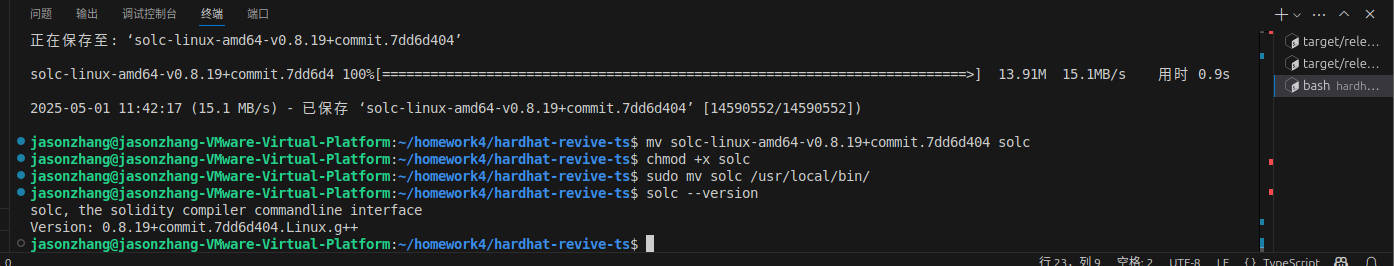 问题 输出 调试控制台 终端 端口
正在保存至: ‘solc-linux-amd64-v0.8.19+commit.7dd6d404’
solc-linux-amd64-v0.8.19+commit.7dd6d4 100%[=========================================================================>] 13.91M 15.1MB/s 用时 0.9s
2025-05-01 11:42:17 (15.1 MB/s) - 已保存 ‘solc-linux-amd64-v0.8.19+commit.7dd6d404’ [14590552/14590552])
jasonzhang@jasonzhang-VMware-Virtual-Platform:~/homework4/hardhat-revive-ts$ mv solc-linux-amd64-v0.8.19+commit.7dd6d404 solc
jasonzhang@jasonzhang-VMware-Virtual-Platform:~/homework4/hardhat-revive-ts$ chmod +x solc
jasonzhang@jasonzhang-VMware-Virtual-Platform:~/homework4/hardhat-revive-ts$ sudo mv solc /usr/local/bin/
jasonzhang@jasonzhang-VMware-Virtual-Platform:~/homework4/hardhat-revive-ts$ solc --version
solc, the solidity compiler commandline interface
Version: 0.8.19+commit.7dd6d404.Linux.g++
jasonzhang@jasonzhang-VMware-Virtual-Platform:~/homework4/hardhat-revive-ts$
target/rele...
target/rele...
bash hardh...
0 行 23，列 9 空格: 2 UTF-8 LF {} TypeScript